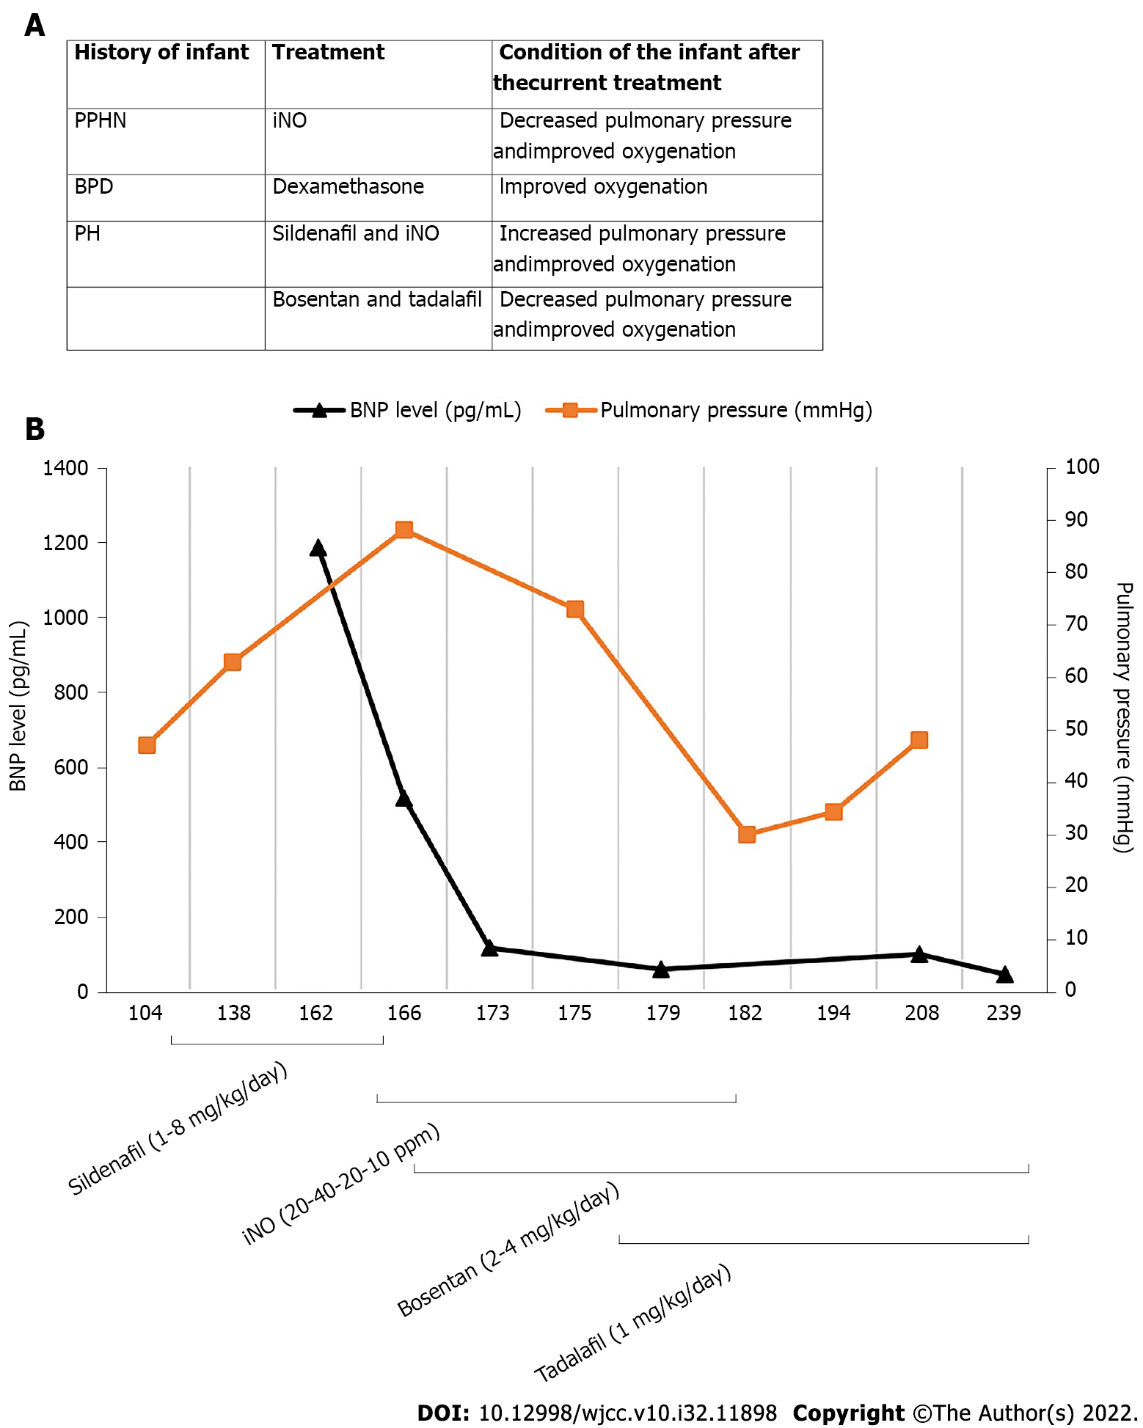 A
History of infant Treatment Condition of the infant after
thecurrent treatment
PPHN iNO Decreased pulmonary pressure
andimproved oxygenation
BPD Dexamethasone Improved oxygenation
PH Sildenafil and iNO Increased pulmonary pressure
andimproved oxygenation
Bosentan and tadalafil Decreased pulmonary pressure
andimproved oxygenation
BNP level (pg/mL) Pulmonary pressure (mmHg)
B
1400
1200
1000
800
600
400
200
0
BNP level (pg/mL)
100
90
80
70
60
50
40
30
20
10
0
Pulmonary pressure (mmHg)
104 138 162 166 173 175 179 182 194 208 239
Sildenafil (1-8 mg/kg/day)
iNO (20-40-20-10 ppm)
Bosentan (2-4 mg/kg/day)
Tadalafil (1 mg/kg/day)
DOI: 10.12998/wjcc.v10.i32.11898 Copyright ©The Author(s) 2022.